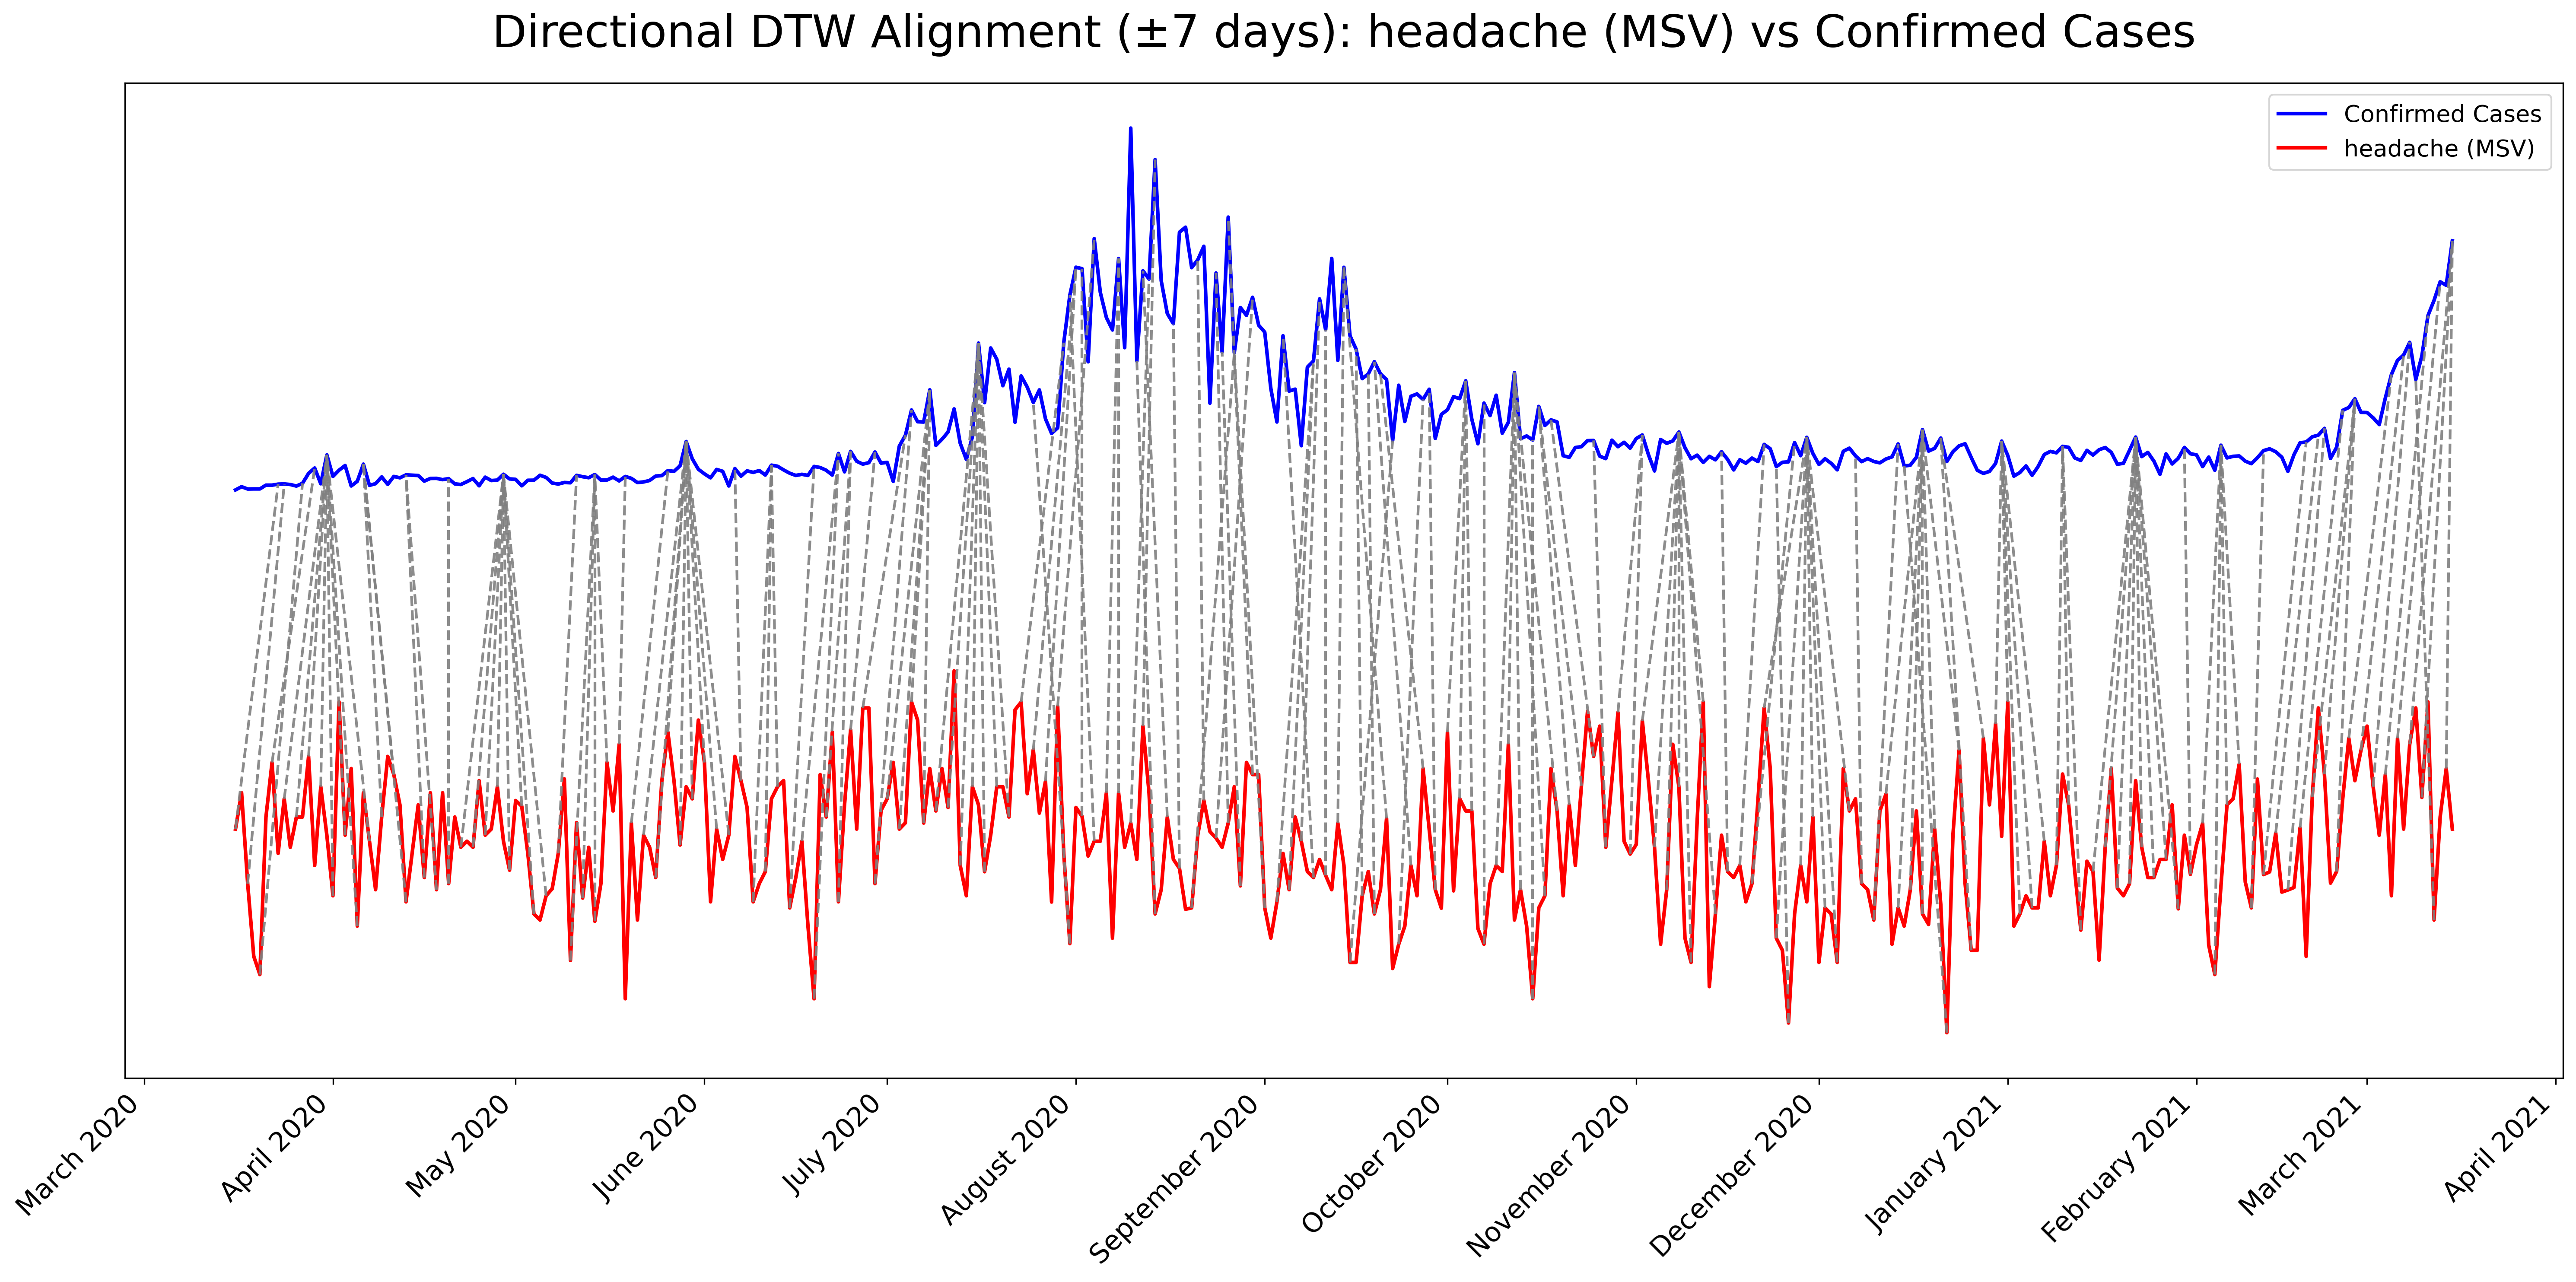 Directional DTW Alignment (±7 days): headache (MSV) vs Confirmed Cases
Confirmed Cases
headache (MSV)
March 2020
April 2020
May 2020
June 2020
July 2020
August 2020
September 2020
October 2020
November 2020
December 2020
January 2021
February 2021
March 2021
April 2021